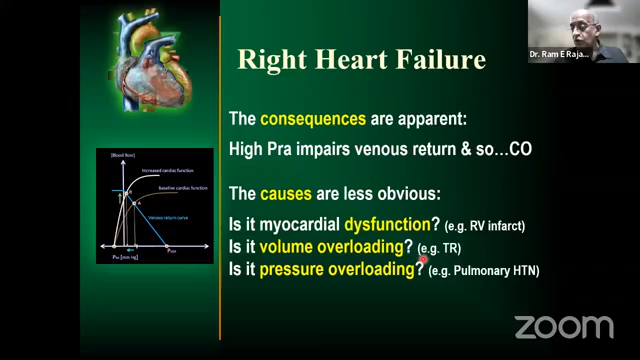 Right Heart Failure
Dr. Ram E Raja...
The consequences are apparent:
High Pra impairs venous return & so...CO
[Blood flow]
Increased cardiac function
Baseline cardiac function
B
A
Venous return curve
The causes are less obvious:
Is it myocardial dysfunction? (e.g. RV infarct)
Is it volume overloading? (e.g. TR)
Is it pressure overloading? (e.g. Pulmonary HTN)
zoom